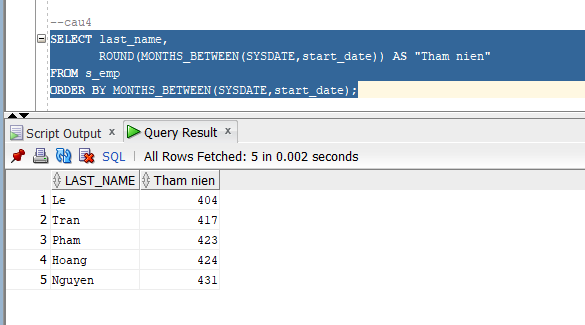 --cau4
SELECT last_name,
ROUND(MONTHS_BETWEEN(SYSDATE,start_date)) AS "Tham nien"
FROM s_emp
ORDER BY MONTHS_BETWEEN(SYSDATE,start_date);
Script Output x Query Result x
SQL | All Rows Fetched: 5 in 0.002 seconds
LAST_NAME Tham nien
1 Le 404
2 Tran 417
3 Pham 423
4 Hoang 424
5 Nguyen 431